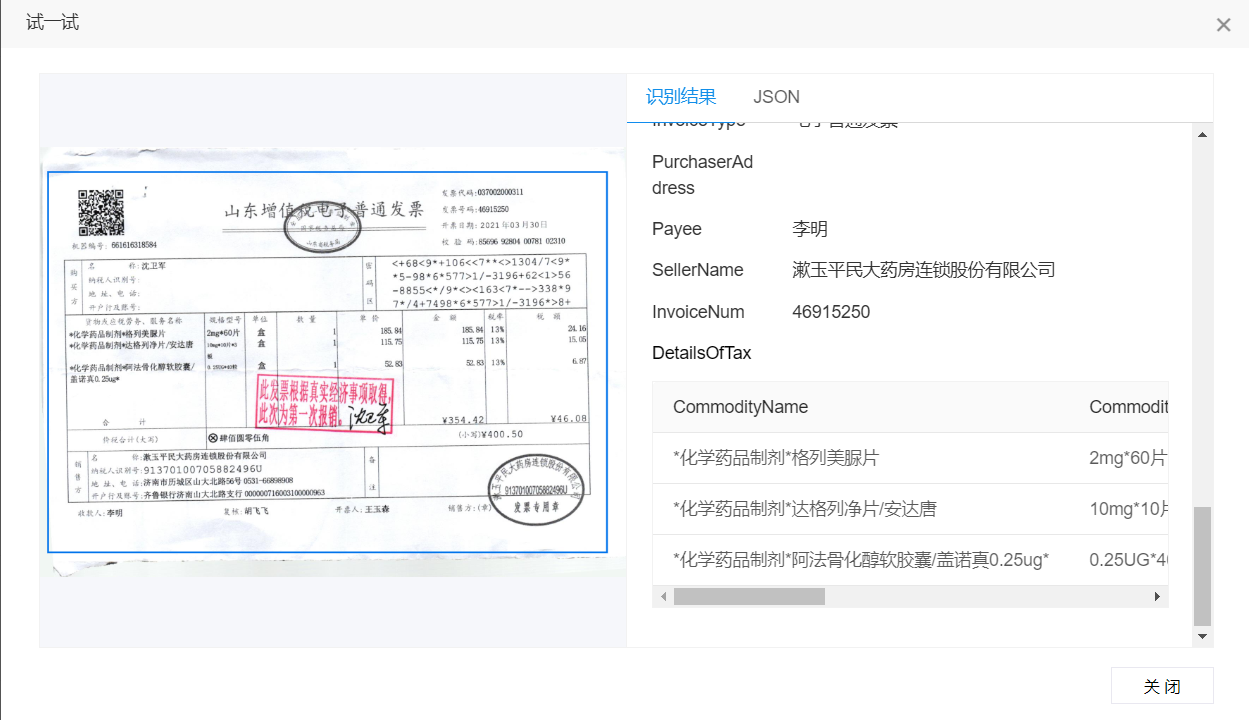 试一试
识别结果
JSON
InvoiceType
电子普通发票
PurchaserAd
dress
Payee
李明
SellerName
漱玉平民大药房连锁股份有限公司
InvoiceNum
46915250
DetailsOfTax
CommodityName
Commodit
*化学药品制剂*格列美脲片
2mg*60片
*化学药品制剂*达格列净片/安达唐
10mg*10片
*化学药品制剂*阿法骨化醇软胶囊/盖诺真0.25ug*
0.25UG*40
关 闭
山东增值税电子普通发票
发票代码:037002000311
发票号码:46915250
开票日期: 2021年03月30日
校 验 码:85696 92804 00781 02310
机器编号: 661616318584
购买方
名 称:沈卫军
纳税人识别号:
地 址、电 话:
开户行及账号:
密码区
<+68<9*+106<<7**<>1304/7<9*
*5-98*6*577>1/-3196+62<1>56
-8855<*/9*<><163<7*-->338*9
7*/4+7498*6*577>1/-3196*>8+
货物或应税劳务、服务名称 规格型号 单位 数 量 单 价 金 额 税率 税 额
*化学药品制剂*格列美脲片 2mg*60片 盒 1 185.84 185.84 13% 24.16
*化学药品制剂*达格列净片/安达唐 10mg*10片*3板 盒 1 115.75 115.75 13% 15.05
*化学药品制剂*阿法骨化醇软胶囊/ 0.25UG*40粒 盒 1 52.83 52.83 13% 6.87
盖诺真0.25ug*
此发票根据真实经济事项取得,
此次为第一次报销。沈卫军
合 计 ¥354.42 ¥46.08
价税合计(大写) ⊗肆佰圆零伍角 (小写)¥400.50
销售方
名 称:漱玉平民大药房连锁股份有限公司
纳税人识别号:91370100705882496U
地 址、电 话:济南市历城区山大北路56号 0531-66898908
开户行及账号:齐鲁银行济南山大北路支行 000000716003100000963
备注
漱玉平民大药房连锁股份有限公司
91370100705882496U
发票专用章
收款人:李明 复核:胡飞飞 开票人:王玉森 销售方:(章)